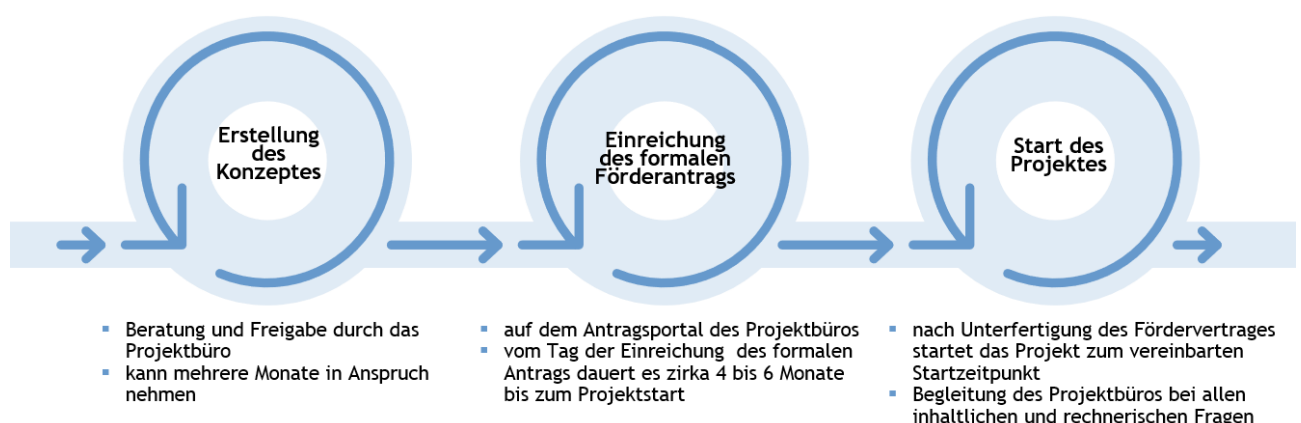 Erstellung
des
Konzeptes
Einreichung
des formalen
Förderantrags
Start des
Projektes
▪ Beratung und Freigabe durch das
Projektbüro
▪ kann mehrere Monate in Anspruch
nehmen
▪ auf dem Antragsportal des Projektbüros
▪ vom Tag der Einreichung des formalen
Antrags dauert es zirka 4 bis 6 Monate
bis zum Projektstart
▪ nach Unterfertigung des Fördervertrages
startet das Projekt zum vereinbarten
Startzeitpunkt
▪ Begleitung des Projektbüros bei allen
inhaltlichen und rechnerischen Fragen